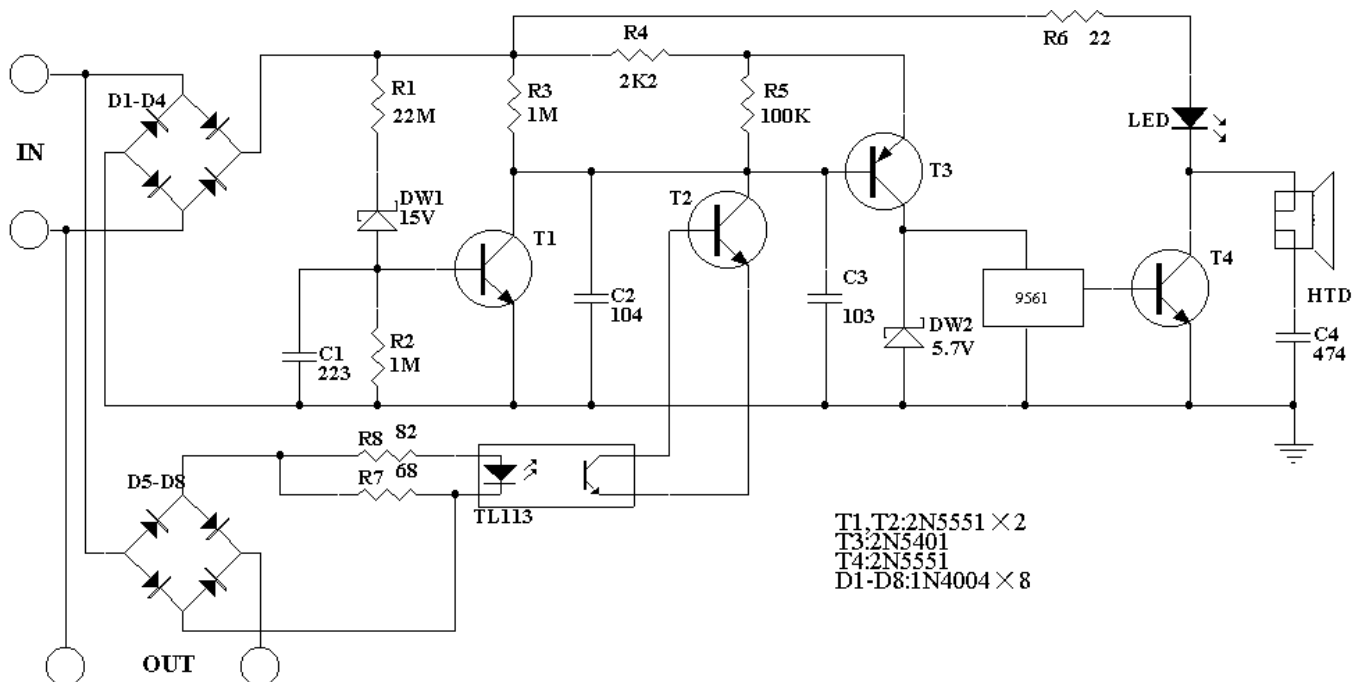 R4
2K2
R6 22
D1-D4
R1
22M
R3
1M
R5
100K
LED
IN
T3
DW1
15V
T2
T1
T4
C2
104
C3
103
9561
HTD
DW2
5.7V
R2
1M
C1
223
C4
474
R8 82
R7 68
D5-D8
TL113
T1,T2:2N5551×2
T3:2N5401
T4:2N5551
D1-D8:1N4004×8
OUT